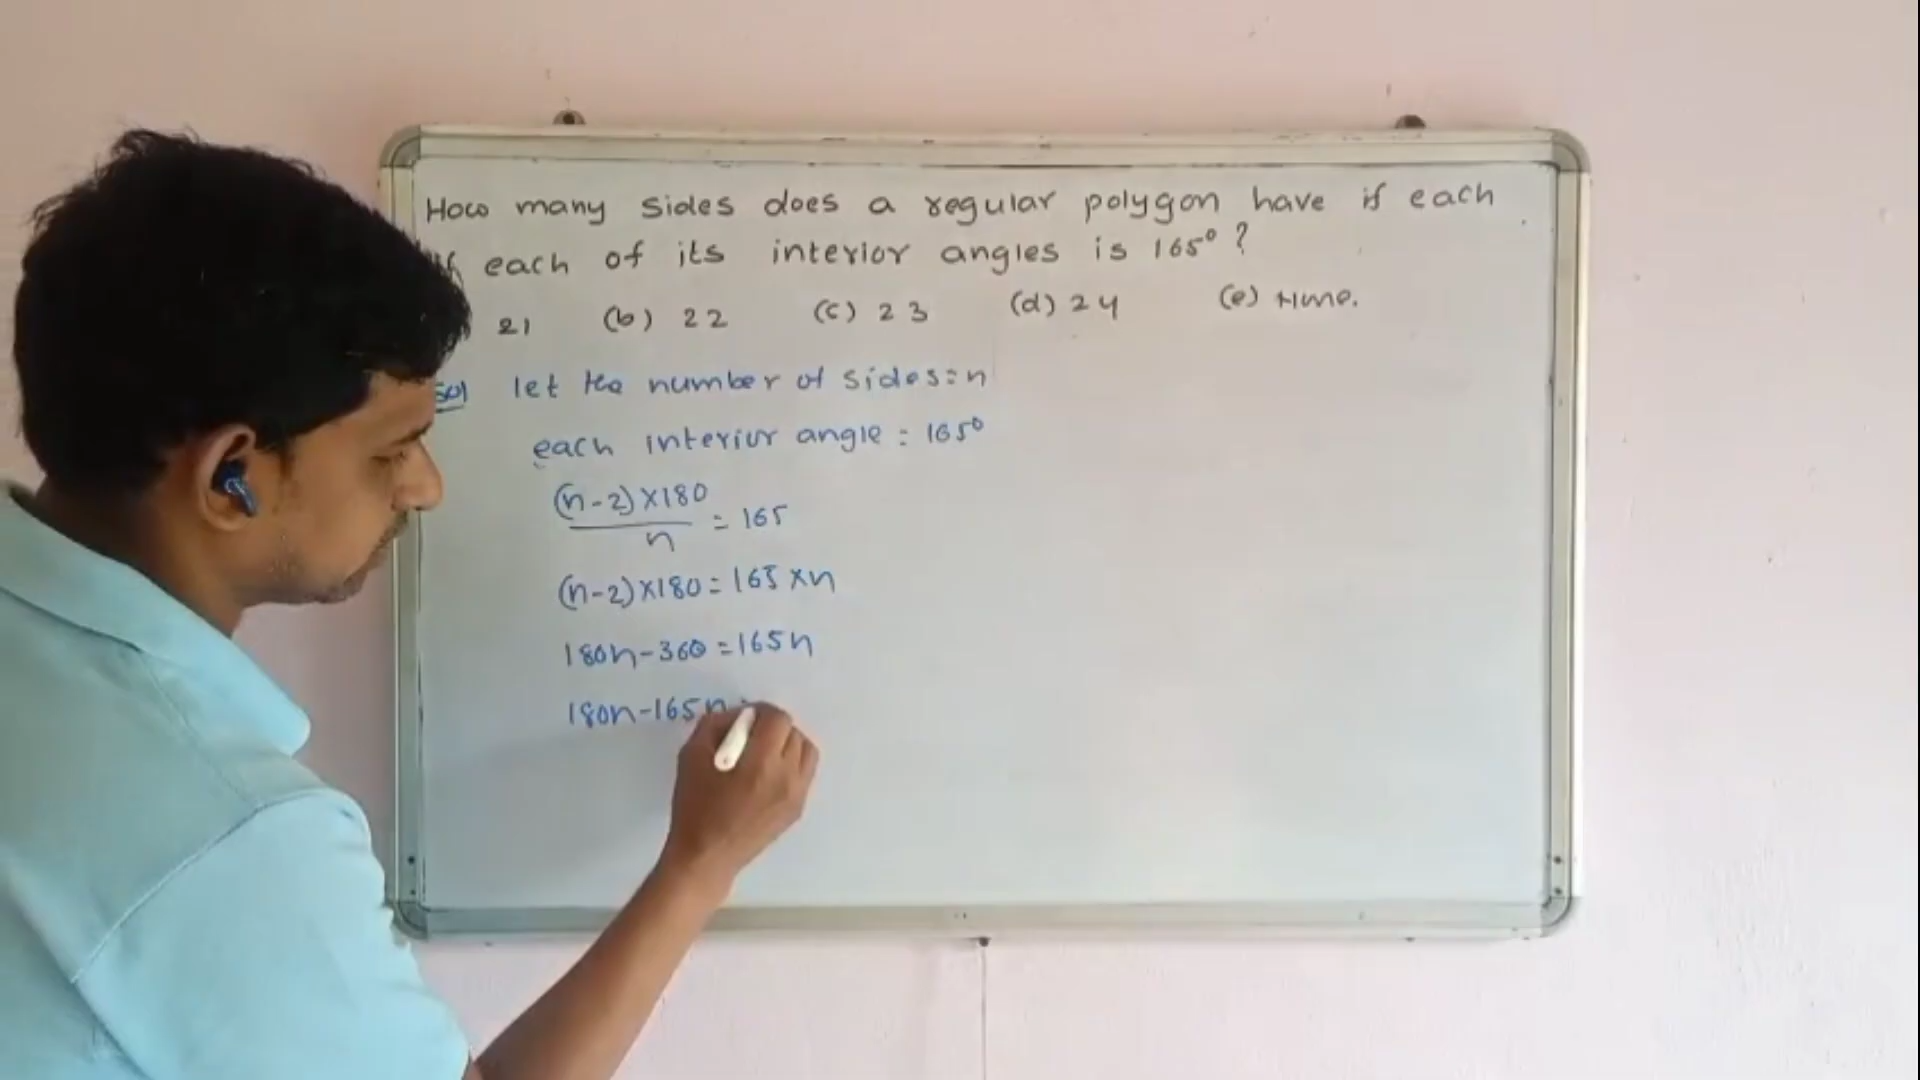 How many sides does a regular polygon have if each
each of its interior angles is 165° ?
21 (b) 22 (c) 23 (d) 24 (e)
Sol let the number of sides = n
each interior angle = 165°
(n-2)×180
= 165
n
(n-2)×180 = 165×n
180n-360 = 165n
180n-165n =